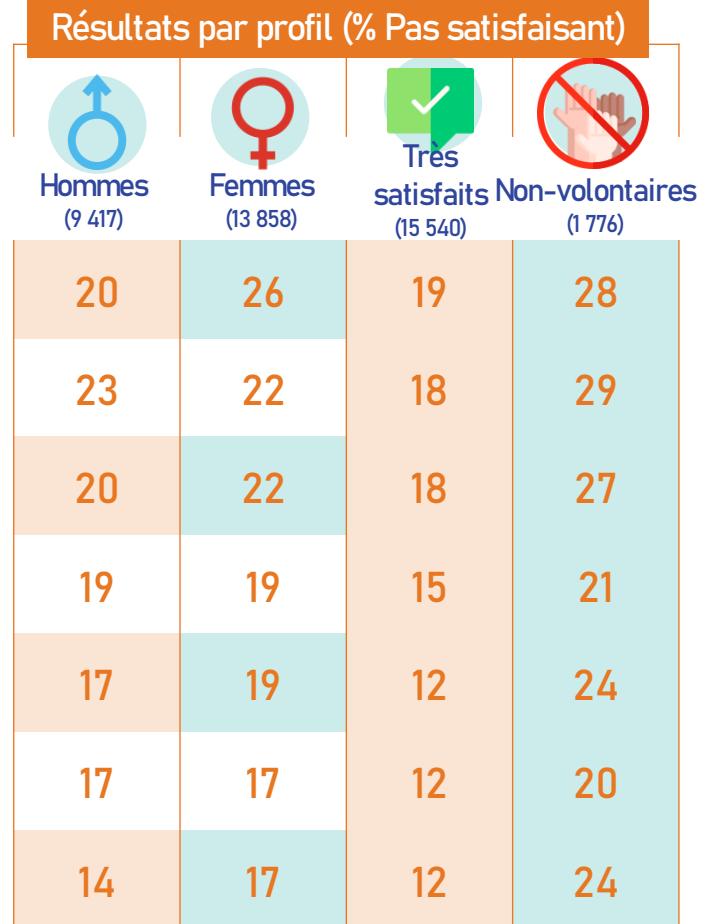 Résultats par profil (% Pas satisfaisant)
Hommes
(9 417)
Femmes
(13 858)
Très
satisfaits
(15 540)
Non-volontaires
(1 776)
20 26 19 28
23 22 18 29
20 22 18 27
19 19 15 21
17 19 12 24
17 17 12 20
14 17 12 24